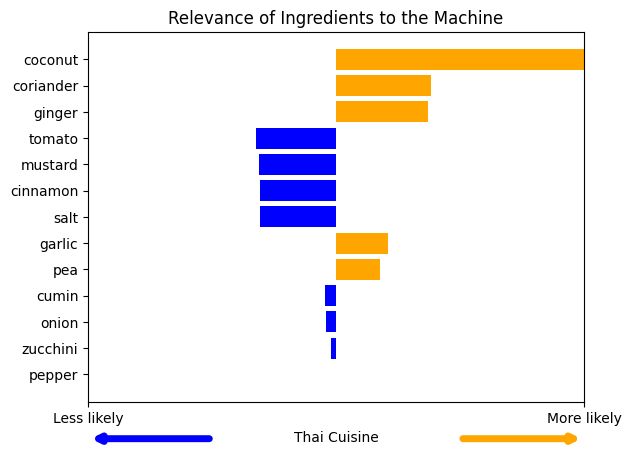 Relevance of Ingredients to the Machine
coconut
coriander
ginger
tomato
mustard
cinnamon
salt
garlic
pea
cumin
onion
zucchini
pepper
Less likely
More likely
Thai Cuisine